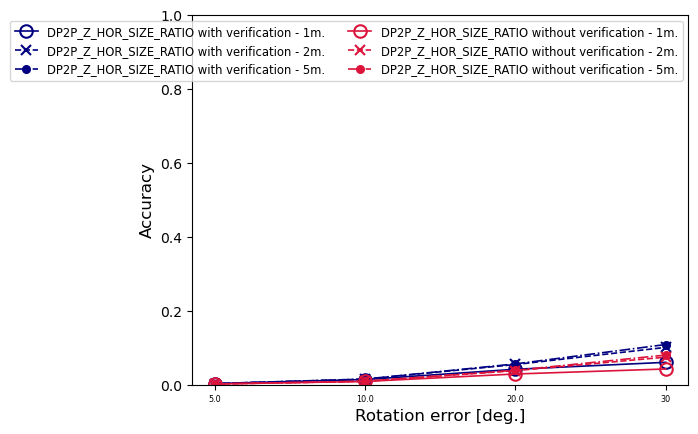 1.0
DP2P_Z_HOR_SIZE_RATIO with verification - 1m.
DP2P_Z_HOR_SIZE_RATIO with verification - 2m.
DP2P_Z_HOR_SIZE_RATIO with verification - 5m.
DP2P_Z_HOR_SIZE_RATIO without verification - 1m.
DP2P_Z_HOR_SIZE_RATIO without verification - 2m.
DP2P_Z_HOR_SIZE_RATIO without verification - 5m.
0.8
0.6
0.4
0.2
0.0
Accuracy
5.0 10.0 20.0 30
Rotation error [deg.]